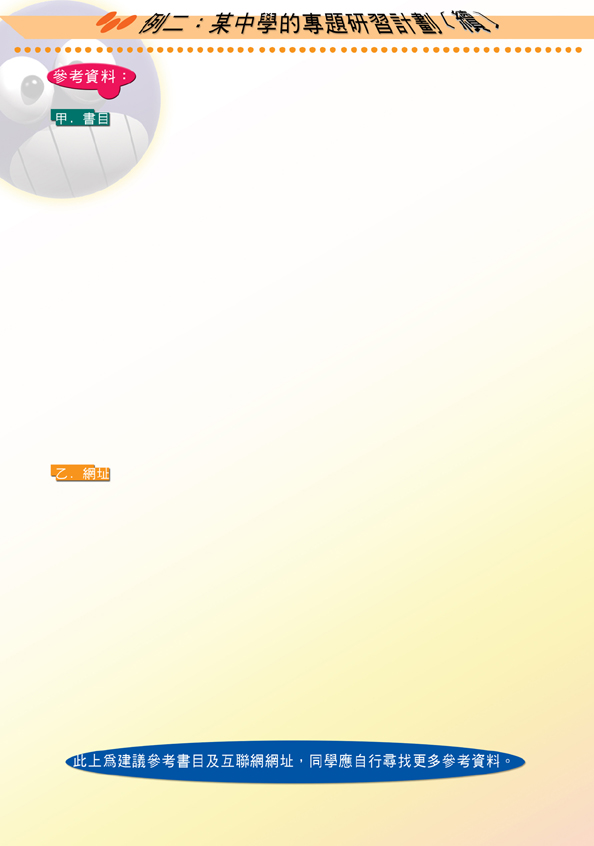 例二：某中學的專題研習計劃（續）
參考資料：
甲．書目
乙．網址
此上為建議參考書目及互聯網網址，同學應自行尋找更多參考資料。